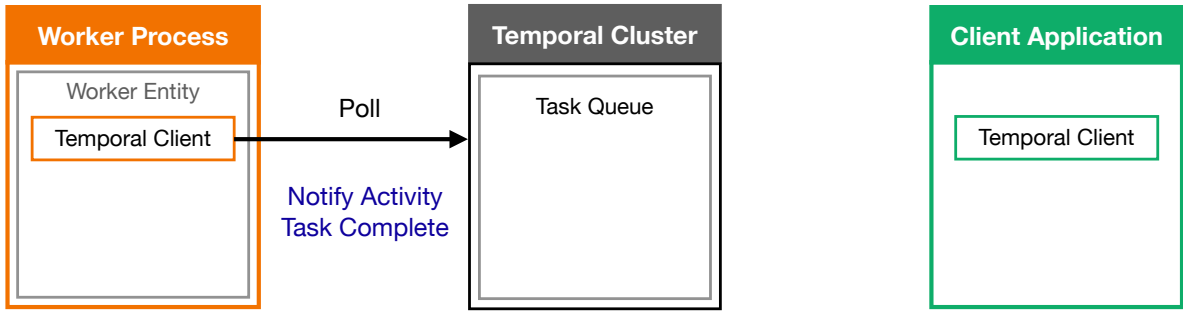 Worker Process
Worker Entity
Temporal Client
Poll
Notify Activity
Task Complete
Temporal Cluster
Task Queue
Client Application
Temporal Client